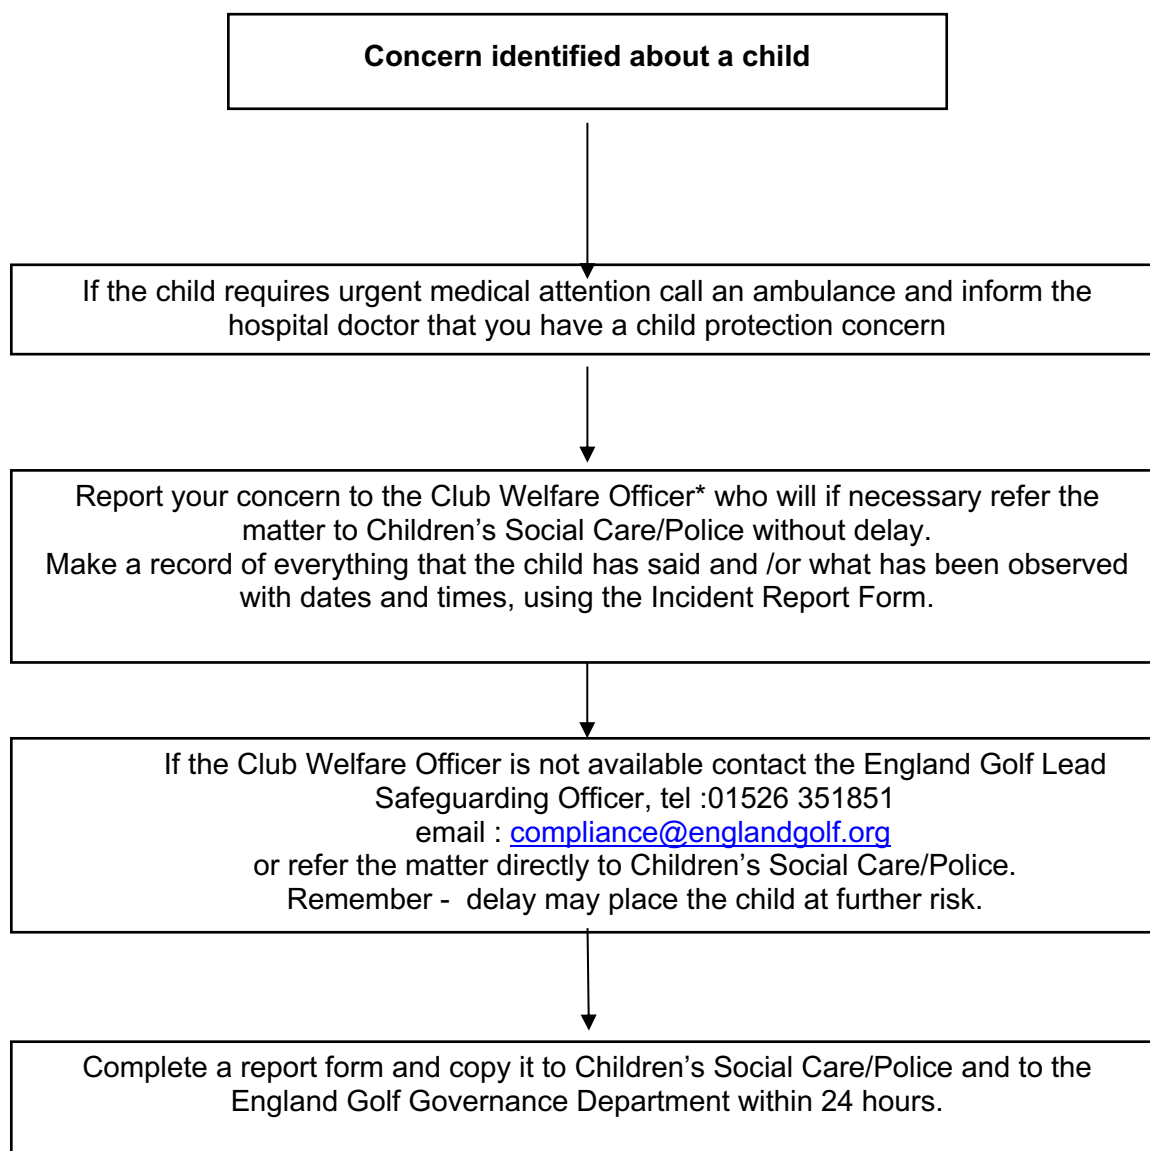 Concern identified about a child
If the child requires urgent medical attention call an ambulance and inform the
hospital doctor that you have a child protection concern
Report your concern to the Club Welfare Officer* who will if necessary refer the
matter to Children’s Social Care/Police without delay.
Make a record of everything that the child has said and /or what has been observed
with dates and times, using the Incident Report Form.
If the Club Welfare Officer is not available contact the England Golf Lead
Safeguarding Officer, tel :01526 351851
email : compliance@englandgolf.org
or refer the matter directly to Children’s Social Care/Police.
Remember -  delay may place the child at further risk.
Complete a report form and copy it to Children’s Social Care/Police and to the
England Golf Governance Department within 24 hours.